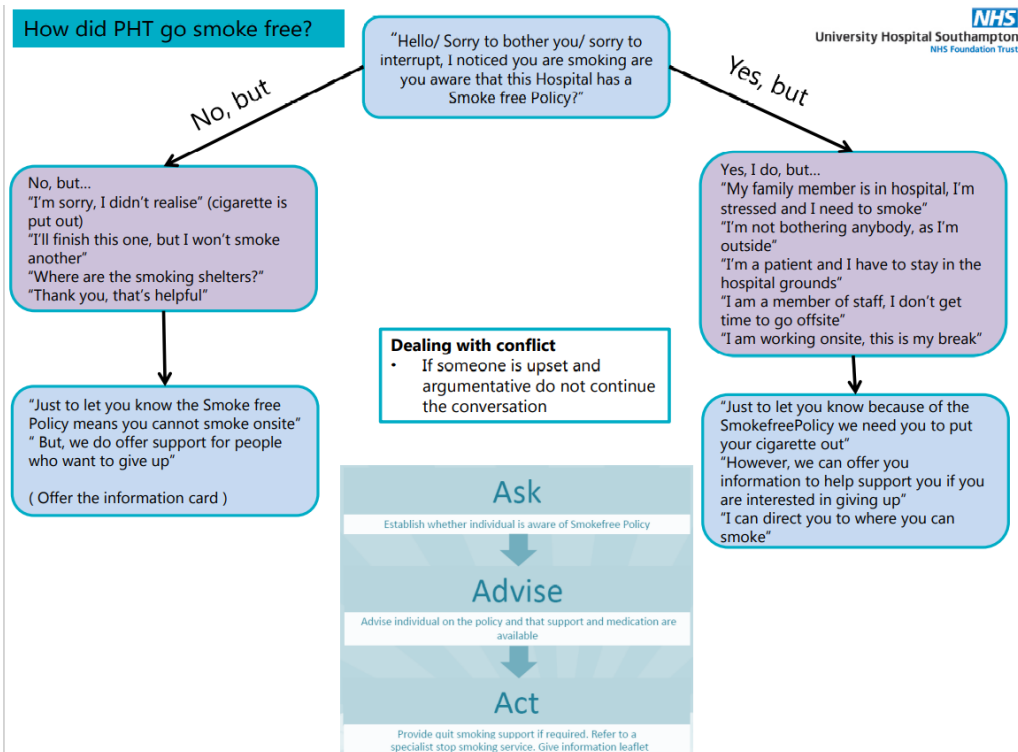 How did PHT go smoke free?
NHS
University Hospital Southampton
NHS Foundation Trust
“Hello/ Sorry to bother you/ sorry to
interrupt, I noticed you are smoking are
you aware that this Hospital has a
Smoke free Policy?”
No, but
Yes, but
No, but...
“I’m sorry, I didn’t realise” (cigarette is
put out)
“I’ll finish this one, but I won’t smoke
another”
“Where are the smoking shelters?”
“Thank you, that’s helpful”
Yes, I do, but...
“My family member is in hospital, I’m
stressed and I need to smoke”
“I’m not bothering anybody, as I’m
outside”
“I’m a patient and I have to stay in the
hospital grounds”
“I am a member of staff, I don’t get
time to go offsite”
“I am working onsite, this is my break”
“Just to let you know the Smoke free
Policy means you cannot smoke onsite”
“ But, we do offer support for people
who want to give up”
( Offer the information card )
Dealing with conflict
• If someone is upset and
argumentative do not continue
the conversation
“Just to let you know because of the
SmokefreePolicy we need you to put
your cigarette out”
“However, we can offer you
information to help support you if you
are interested in giving up”
“I can direct you to where you can
smoke”
Ask
Establish whether individual is aware of Smokefree Policy
Advise
Advise individual on the policy and that support and medication are
available
Act
Provide quit smoking support if required. Refer to a
specialist stop smoking service. Give information leaflet